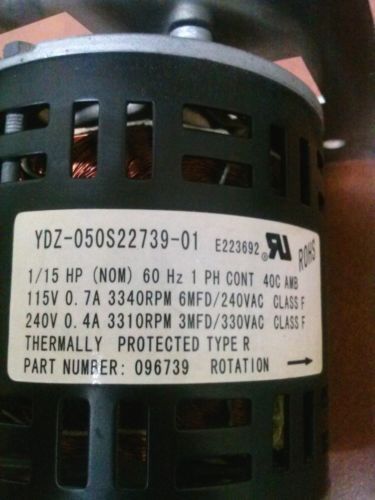 YDZ-050S22739-01 E223692 ® RU ROHS
1/15 HP (NOM) 60 Hz 1 PH CONT 40C AMB
115V 0.7A 3340RPM 6MFD/240VAC CLASS F
240V 0.4A 3310RPM 3MFD/330VAC CLASS F
THERMALLY PROTECTED TYPE R
PART NUMBER: 096739 ROTATION →